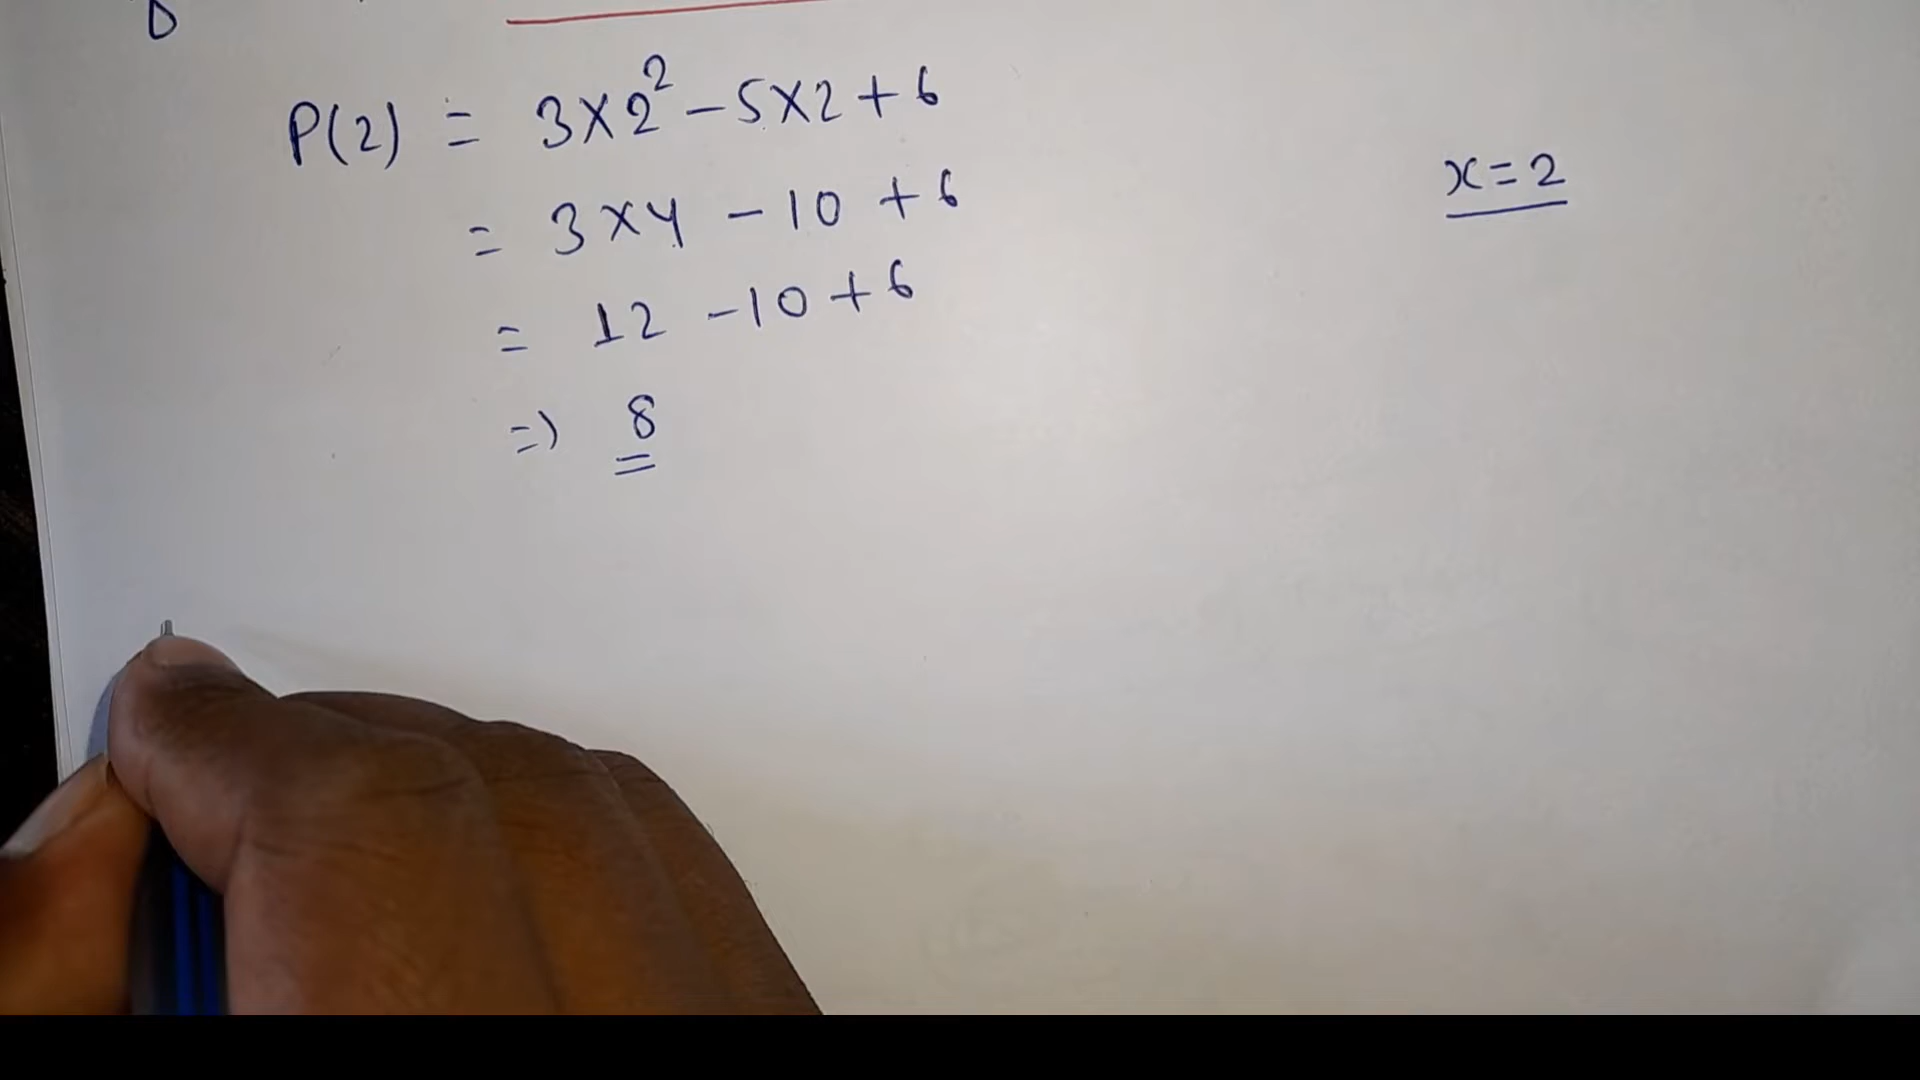 P(2) = 3×2² - 5×2 + 6
x = 2
= 3×4 - 10 + 6
= 12 - 10 + 6
=> 8